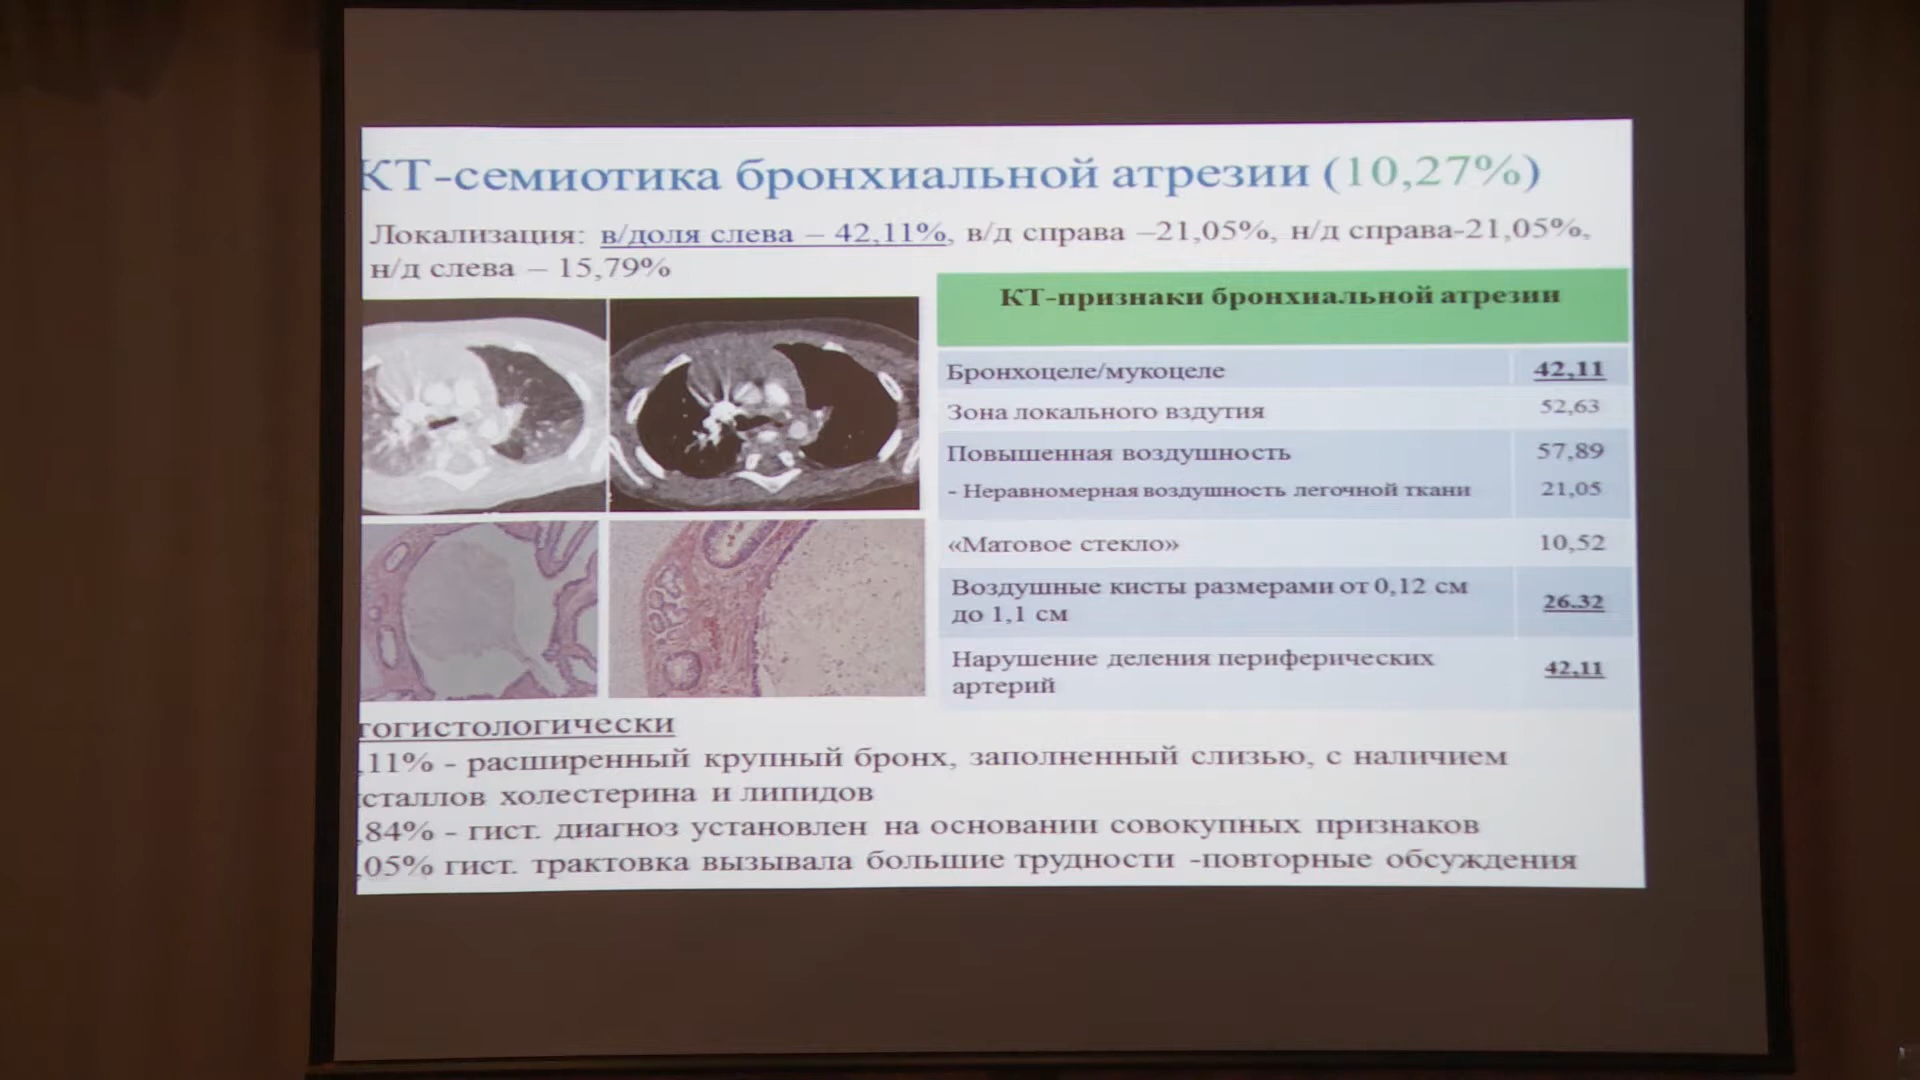 КТ-семиотика бронхиальной атрезии (10,27%)
Локализация: в/доля слева – 42,11%, в/д справа –21,05%, н/д справа-21,05%,
н/д слева – 15,79%
КТ-признаки бронхиальной атрезии
Бронхоцеле/мукоцеле 42,11
Зона локального вздутия 52,63
Повышенная воздушность 57,89
- Неравномерная воздушность легочной ткани 21,05
«Матовое стекло» 10,52
Воздушные кисты размерами от 0,12 см
до 1,1 см 26.32
Нарушение деления периферических
артерий 42,11
тогистологически
,11% - расширенный крупный бронх, заполненный слизью, с наличием
исталлов холестерина и липидов
,84% - гист. диагноз установлен на основании совокупных признаков
,05% гист. трактовка вызывала большие трудности -повторные обсуждения